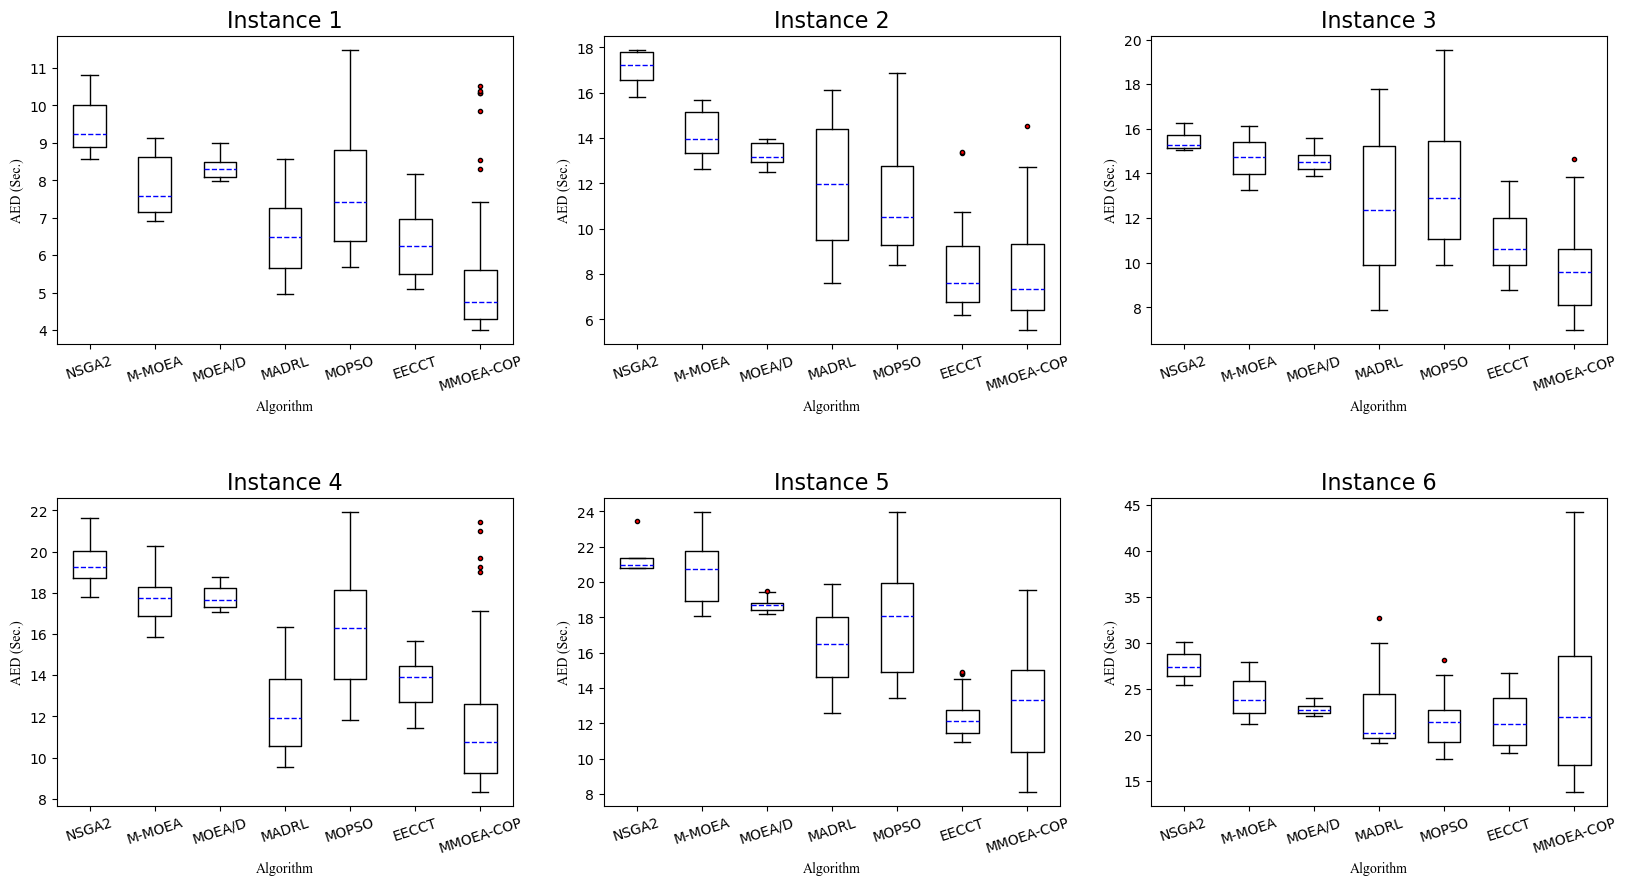 Instance 1
Instance 2
Instance 3
AED (Sec.)
11
10
9
8
7
6
5
4
NSGA2 M-MOEA MOEA/D MADRL MOPSO EECCT MMOEA-COP
Algorithm
AED (Sec.)
18
16
14
12
10
8
6
NSGA2 M-MOEA MOEA/D MADRL MOPSO EECCT MMOEA-COP
Algorithm
AED (Sec.)
20
18
16
14
12
10
8
NSGA2 M-MOEA MOEA/D MADRL MOPSO EECCT MMOEA-COP
Algorithm
Instance 4
Instance 5
Instance 6
AED (Sec.)
22
20
18
16
14
12
10
8
NSGA2 M-MOEA MOEA/D MADRL MOPSO EECCT MMOEA-COP
Algorithm
AED (Sec.)
24
22
20
18
16
14
12
10
8
NSGA2 M-MOEA MOEA/D MADRL MOPSO EECCT MMOEA-COP
Algorithm
AED (Sec.)
45
40
35
30
25
20
15
NSGA2 M-MOEA MOEA/D MADRL MOPSO EECCT MMOEA-COP
Algorithm